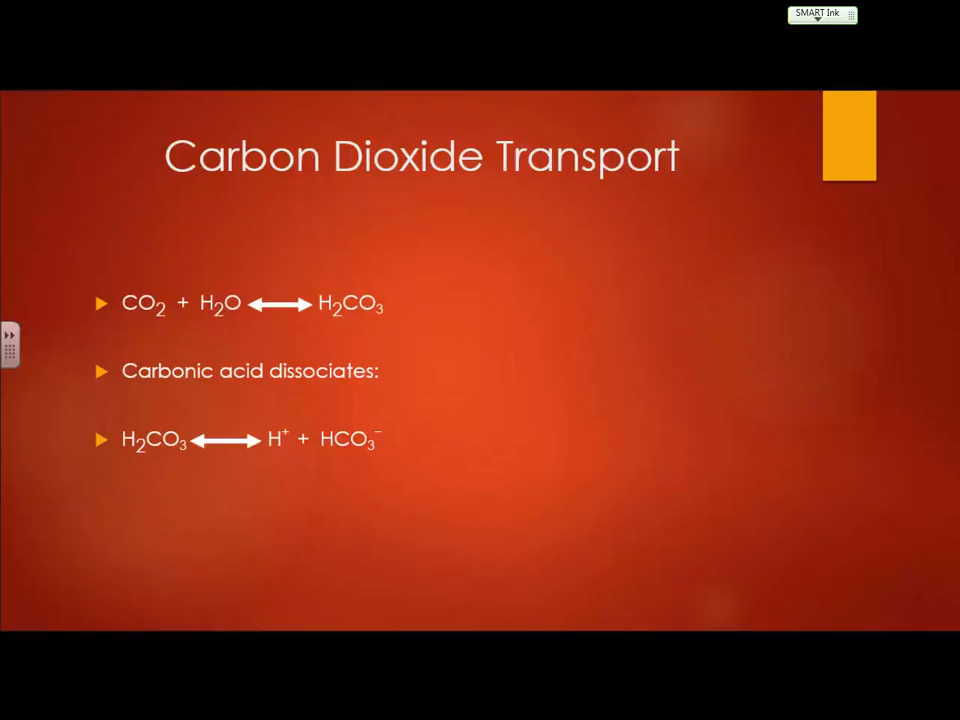 SMART Ink
Carbon Dioxide Transport
CO₂ + H₂O ⟷ H₂CO₃
Carbonic acid dissociates:
H₂CO₃ ⟷ H⁺ + HCO₃⁻